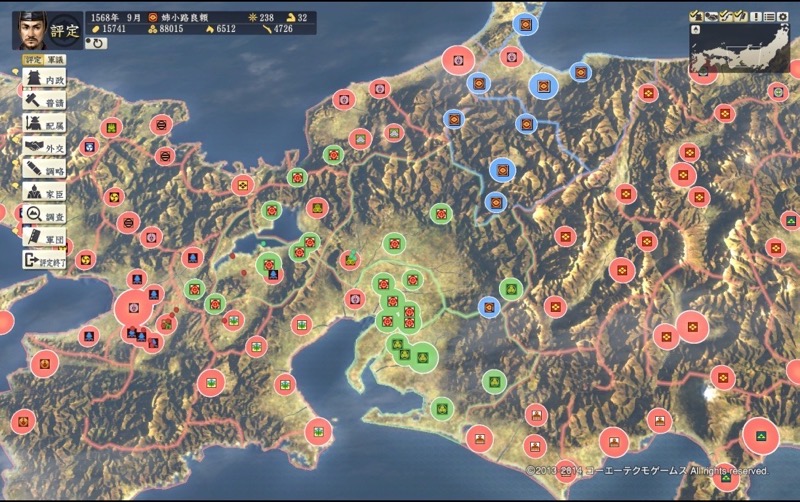 評定
1568年 9月 姉小路良頼 238 32
15741 88015 6512 4726
評定 軍議
内政
普請
配属
外交
調略
家臣
調査
軍団
評定終了
©2013 2014 コーエーテクモゲームス All rights reserved.